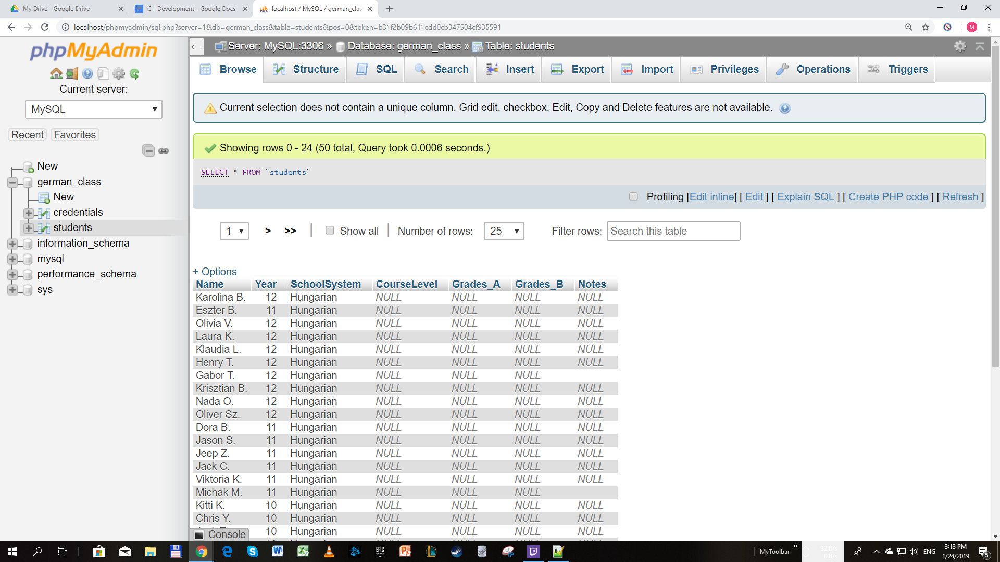 My Drive - Google Drive
C - Development - Google Docs
localhost / MySQL / german_clas
localhost/phpmyadmin/sql.php?server=1&db=german_class&table=students&pos=0&token=b31f2b09b611cdd0cb347504cf935591
M
phpMyAdmin
Current server:
MySQL
Recent Favorites
New
german_class
New
credentials
students
information_schema
mysql
performance_schema
sys
Server: MySQL:3306 » Database: german_class » Table: students
Browse Structure SQL Search Insert Export Import Privileges Operations Triggers
Current selection does not contain a unique column. Grid edit, checkbox, Edit, Copy and Delete features are not available.
Showing rows 0 - 24 (50 total, Query took 0.0006 seconds.)
SELECT * FROM `students`
Profiling [Edit inline] [ Edit ] [ Explain SQL ] [ Create PHP code ] [ Refresh ]
1 > >> | Show all | Number of rows: 25 Filter rows: Search this table
+ Options
Name Year SchoolSystem CourseLevel Grades_A Grades_B Notes
Karolina B. 12 Hungarian NULL NULL NULL NULL
Eszter B. 11 Hungarian NULL NULL NULL NULL
Olivia V. 12 Hungarian NULL NULL NULL NULL
Laura K. 12 Hungarian NULL NULL NULL NULL
Klaudia L. 12 Hungarian NULL NULL NULL NULL
Henry T. 12 Hungarian NULL NULL NULL NULL
Gabor T. 12 Hungarian NULL NULL NULL
Krisztian B. 12 Hungarian NULL NULL NULL NULL
Nada O. 12 Hungarian NULL NULL NULL NULL
Oliver Sz. 12 Hungarian NULL NULL NULL NULL
Dora B. 11 Hungarian NULL NULL NULL NULL
Jason S. 11 Hungarian NULL NULL NULL NULL
Jeep Z. 11 Hungarian NULL NULL NULL NULL
Jack C. 11 Hungarian NULL NULL NULL NULL
Viktoria K. 11 Hungarian NULL NULL NULL NULL
Michak M. 11 Hungarian NULL NULL NULL
Kitti K. 10 Hungarian NULL NULL NULL NULL
Chris Y. 10 Hungarian NULL NULL NULL NULL
10 Hungarian NULL NULL NULL NULL
Console
EPIC GAMES
MyToolbar »
92 B/s
0 B/s
ENG
3:13 PM
1/24/2019
5